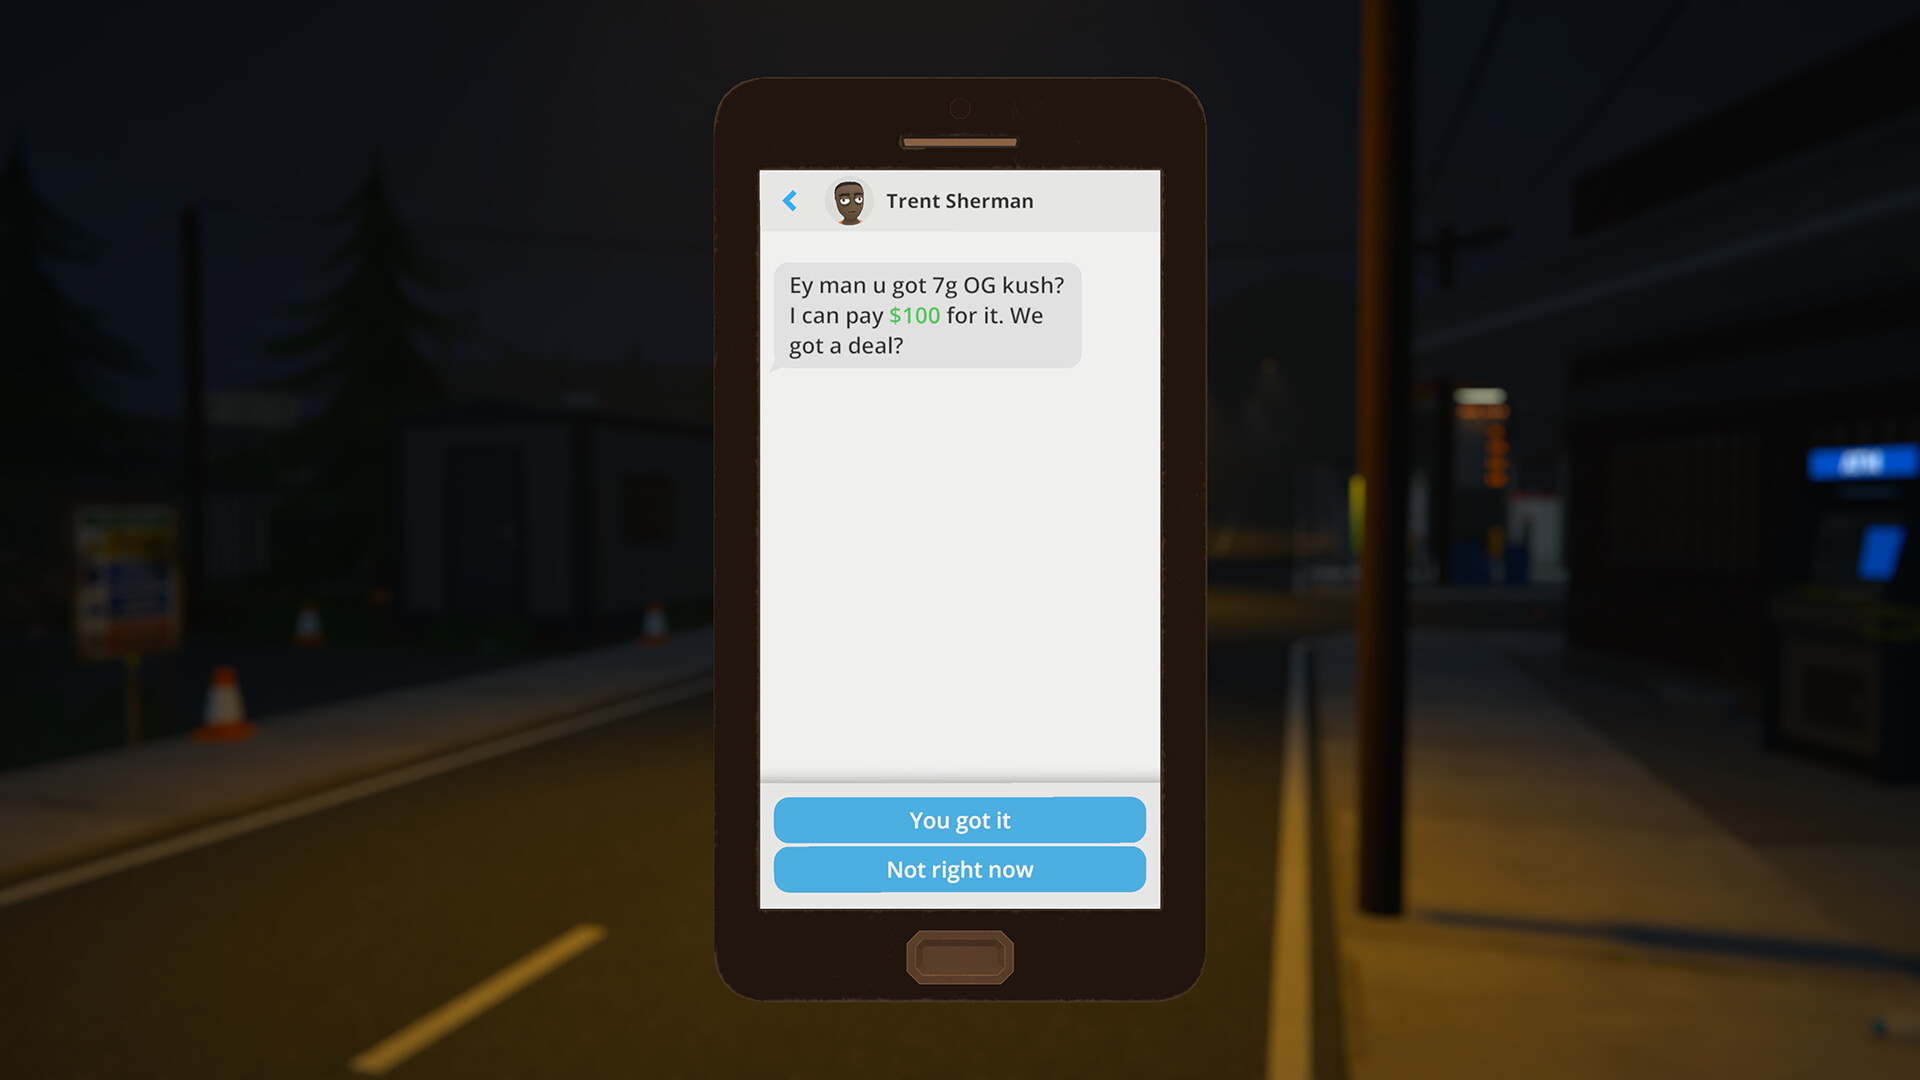 Trent Sherman
Ey man u got 7g OG kush?
I can pay $100 for it. We
got a deal?
You got it
Not right now
ATM